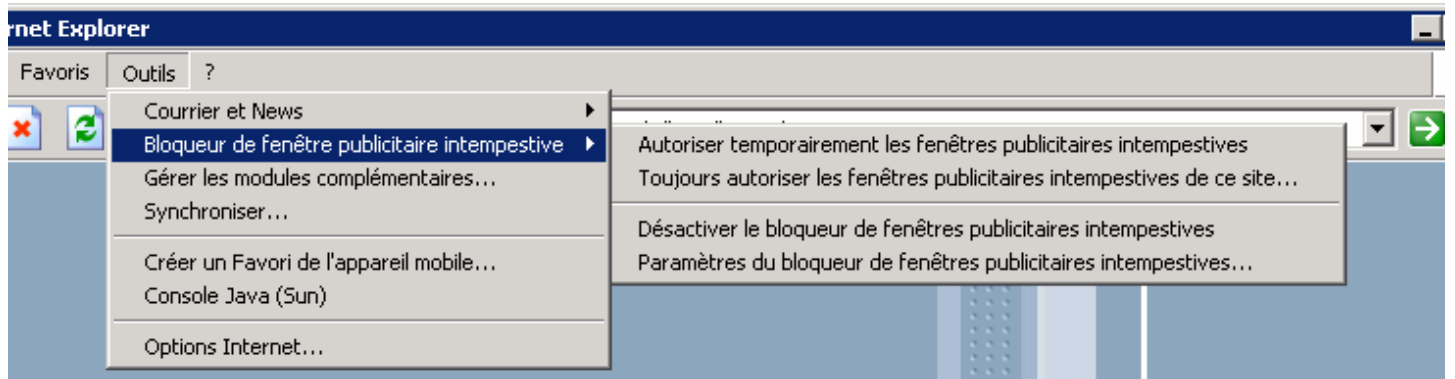 rnet Explorer
Favoris Outils ?
Courrier et News
Bloqueur de fenêtre publicitaire intempestive
Gérer les modules complémentaires...
Synchroniser...
Créer un Favori de l'appareil mobile...
Console Java (Sun)
Options Internet...
Autoriser temporairement les fenêtres publicitaires intempestives
Toujours autoriser les fenêtres publicitaires intempestives de ce site...
Désactiver le bloqueur de fenêtres publicitaires intempestives
Paramètres du bloqueur de fenêtres publicitaires intempestives...